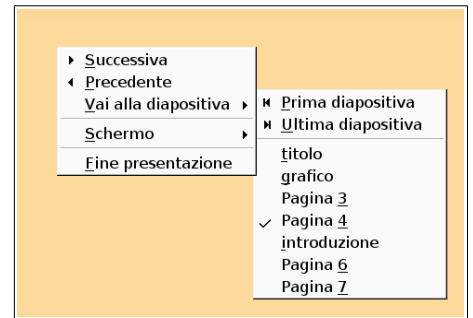 Successiva
Precedente
Vai alla diapositiva
Schermo
Fine presentazione
Prima diapositiva
Ultima diapositiva
titolo
grafico
Pagina 3
Pagina 4
introduzione
Pagina 6
Pagina 7